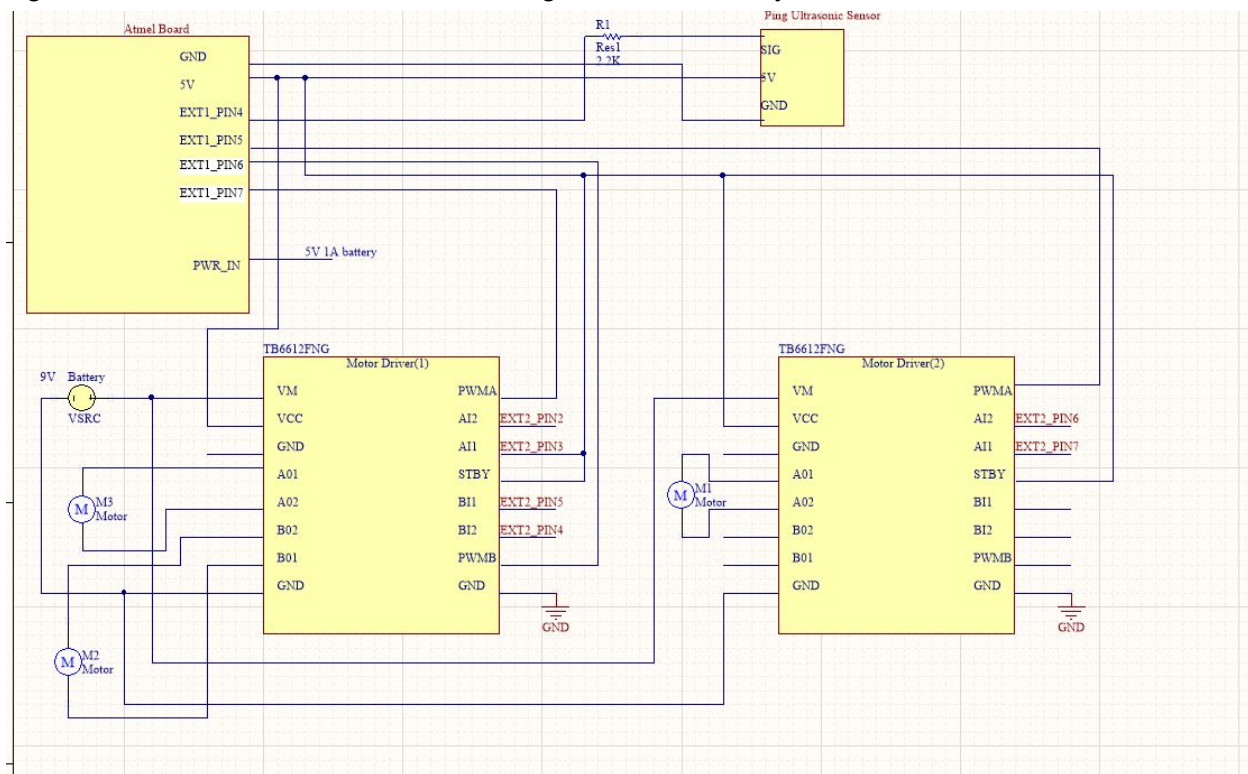 Atmel Board
GND
5V
EXT1_PIN4
EXT1_PIN5
EXT1_PIN6
EXT1_PIN7
PWR_IN
5V 1A battery
R1
Res1
2.2K
Ping Ultrasonic Sensor
SIG
5V
GND
9V Battery
VSRC
M
M3
Motor
M
M2
Motor
TB6612FNG
Motor Driver(1)
VM
VCC
GND
A01
A02
B02
B01
GND
PWMA
AI2
AI1
STBY
BI1
BI2
PWMB
GND
EXT2_PIN2
EXT2_PIN3
EXT2_PIN5
EXT2_PIN4
GND
M
M1
Motor
TB6612FNG
Motor Driver(2)
VM
VCC
GND
A01
A02
B02
B01
GND
PWMA
AI2
AI1
STBY
BI1
BI2
PWMB
GND
EXT2_PIN6
EXT2_PIN7
GND